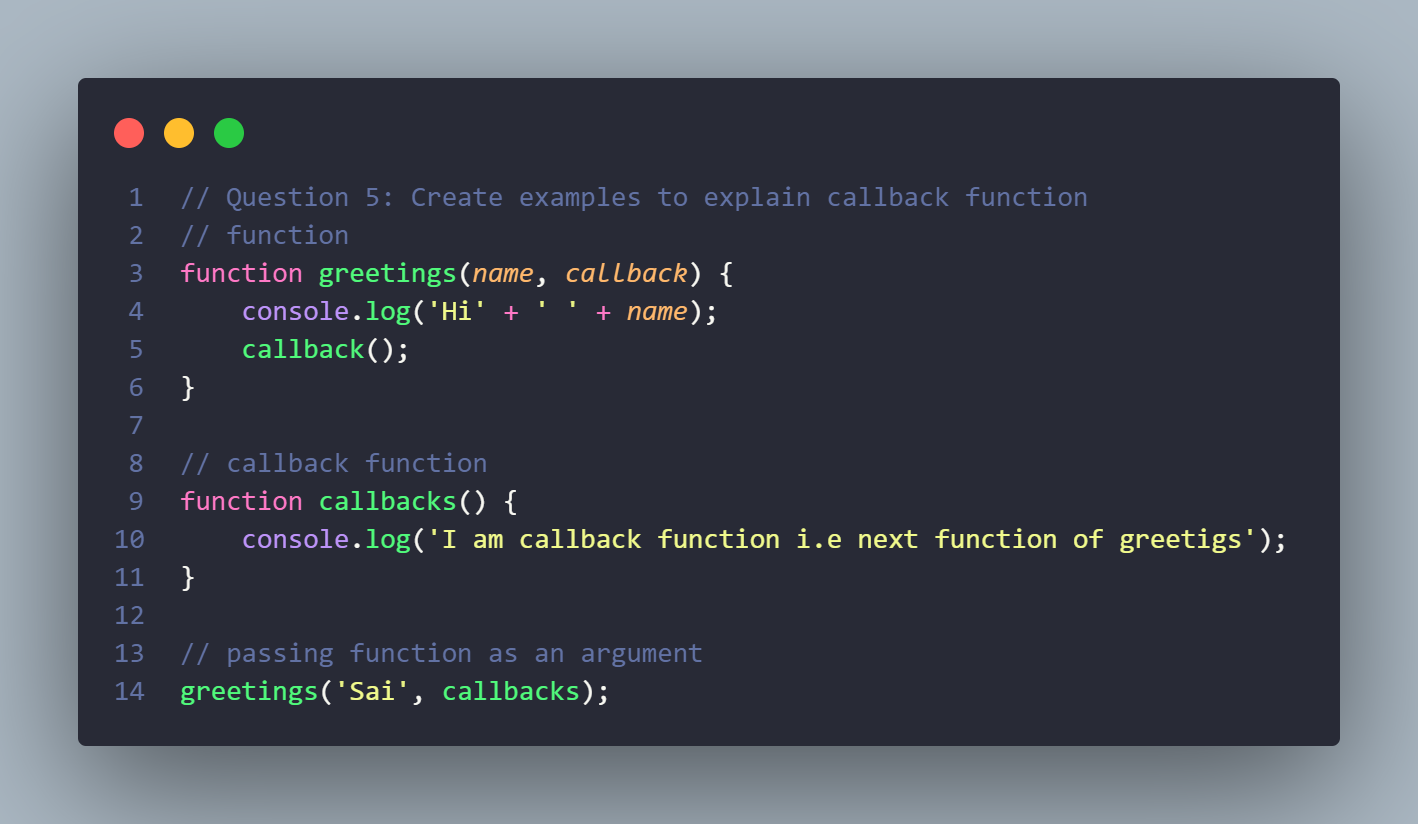 1 // Question 5: Create examples to explain callback function
2 // function
3 function greetings(name, callback) {
4     console.log('Hi' + ' ' + name);
5     callback();
6 }
7
8 // callback function
9 function callbacks() {
10     console.log('I am callback function i.e next function of greetigs');
11 }
12
13 // passing function as an argument
14 greetings('Sai', callbacks);